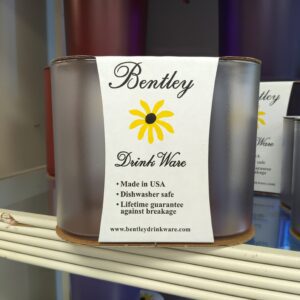 Bentley
Drink Ware
• Made in USA
• Dishwasher safe
• Lifetime guarantee
against breakage
www.bentleydrinkware.com